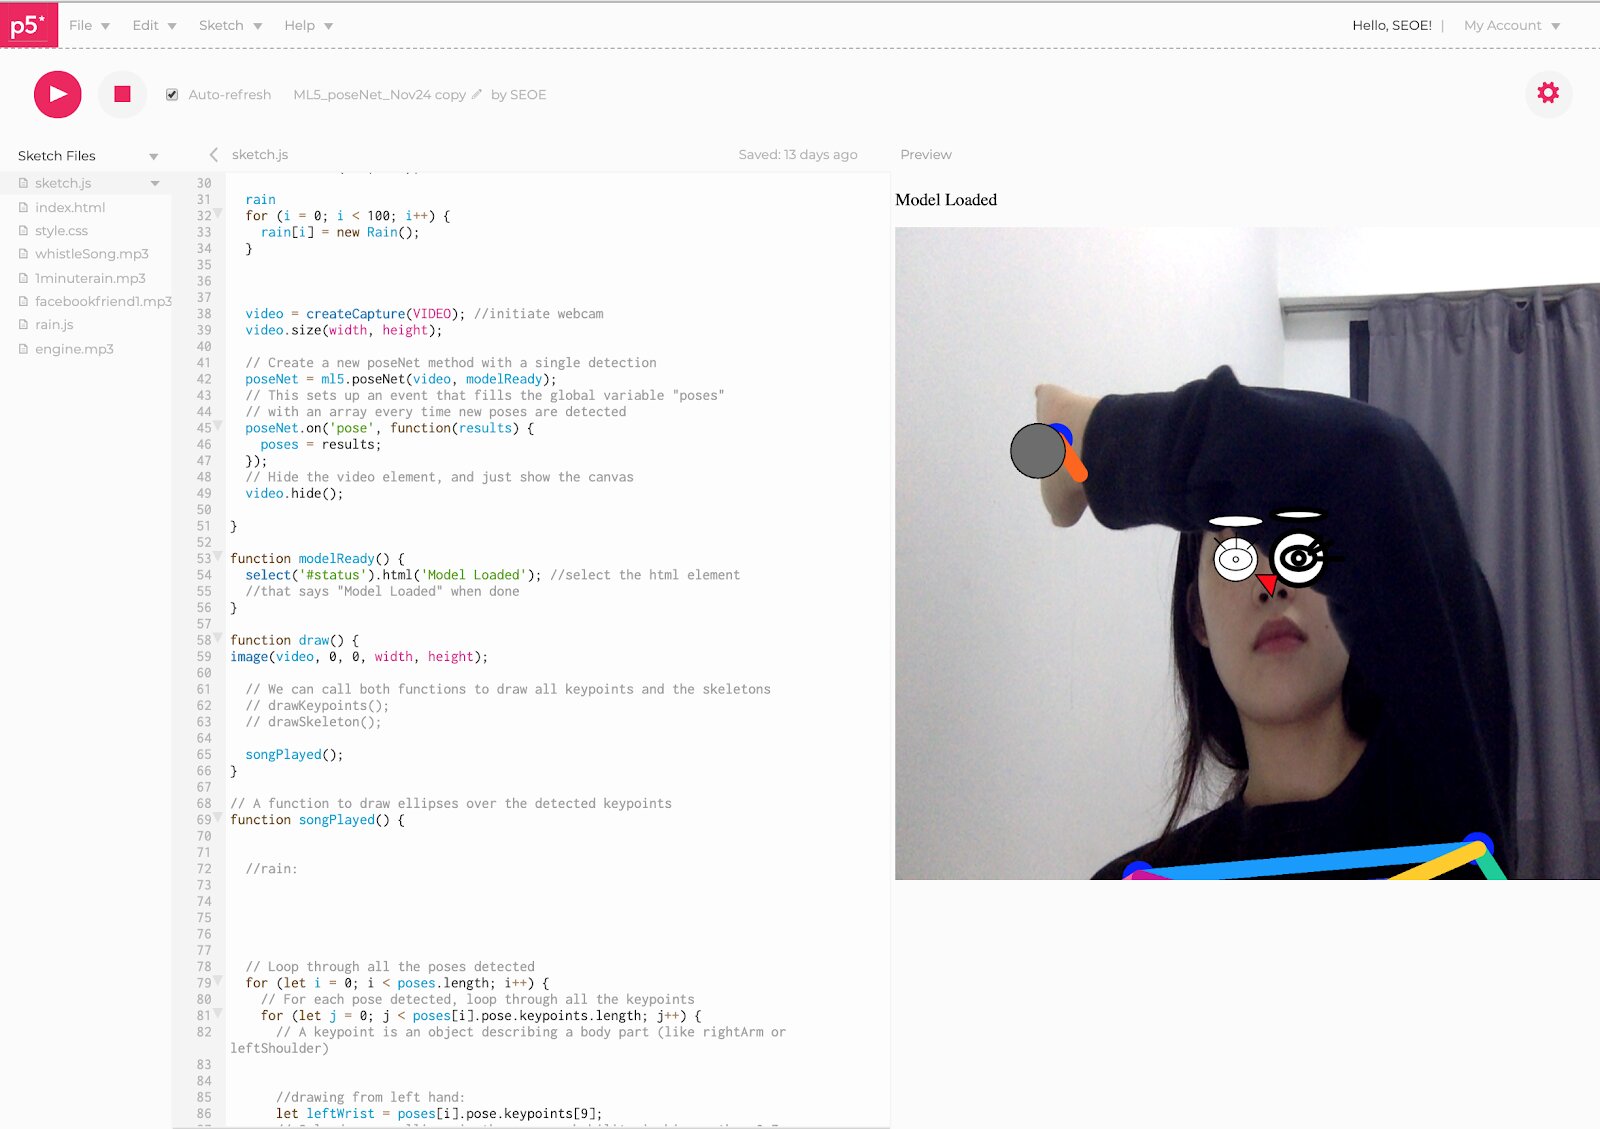 p5*
File Edit Sketch Help
Hello, SEOE! | My Account
Auto-refresh ML5_poseNet_Nov24 copy by SEOE
Sketch Files
sketch.js
index.html
style.css
whistleSong.mp3
1minuterain.mp3
facebookfriend1.mp3
rain.js
engine.mp3
sketch.js Saved: 13 days ago
30
31 rain
32 for (i = 0; i < 100; i++) {
33 rain[i] = new Rain();
34 }
35
36
37
38 video = createCapture(VIDEO); //initiate webcam
39 video.size(width, height);
40
41 // Create a new poseNet method with a single detection
42 poseNet = ml5.poseNet(video, modelReady);
43 // This sets up an event that fills the global variable "poses"
44 // with an array every time new poses are detected
45 poseNet.on('pose', function(results) {
46 poses = results;
47 });
48 // Hide the video element, and just show the canvas
49 video.hide();
50
51 }
52
53 function modelReady() {
54 select('#status').html('Model Loaded'); //select the html element
55 //that says "Model Loaded" when done
56 }
57
58 function draw() {
59 image(video, 0, 0, width, height);
60
61 // We can call both functions to draw all keypoints and the skeletons
62 // drawKeypoints();
63 // drawSkeleton();
64
65 songPlayed();
66 }
67
68 // A function to draw ellipses over the detected keypoints
69 function songPlayed() {
70
71
72 //rain:
73
74
75
76
77
78 // Loop through all the poses detected
79 for (let i = 0; i < poses.length; i++) {
80 // For each pose detected, loop through all the keypoints
81 for (let j = 0; j < poses[i].pose.keypoints.length; j++) {
82 // A keypoint is an object describing a body part (like rightArm or
leftShoulder)
83
84
85 //drawing from left hand:
86 let leftWrist = poses[i].pose.keypoints[9];
Preview
Model Loaded